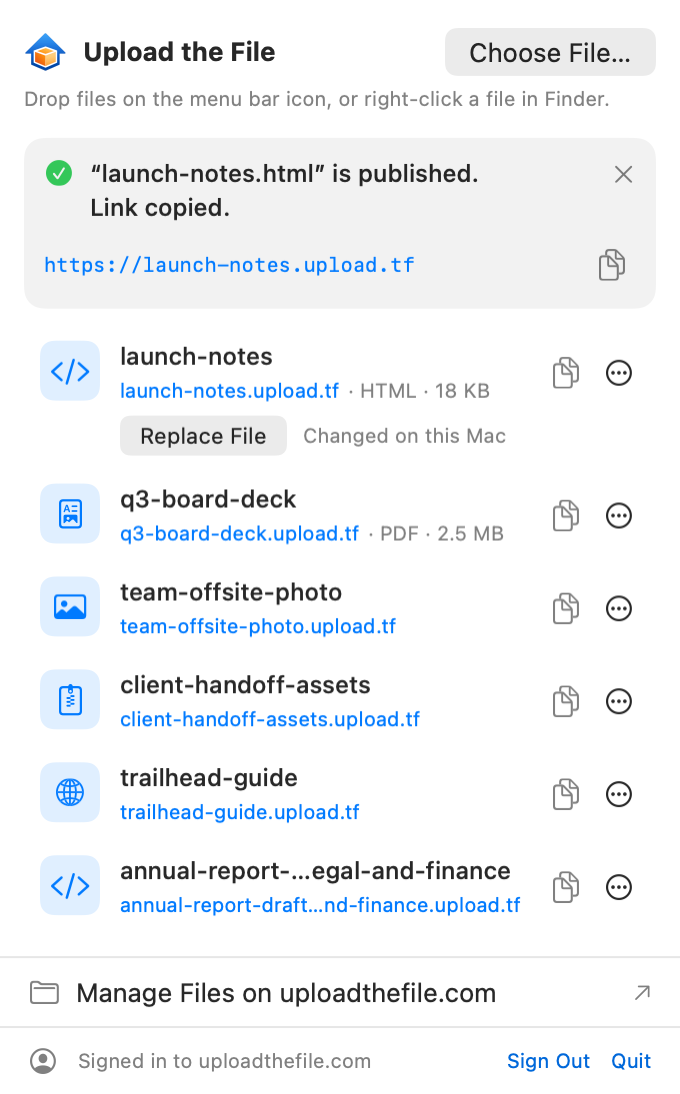 Upload the File
Choose File...
Drop files on the menu bar icon, or right-click a file in Finder.
“launch-notes.html” is published.
Link copied.
https://launch-notes.upload.tf
launch-notes
launch-notes.upload.tf · HTML · 18 KB
Replace File
Changed on this Mac
q3-board-deck
q3-board-deck.upload.tf · PDF · 2.5 MB
team-offsite-photo
team-offsite-photo.upload.tf
client-handoff-assets
client-handoff-assets.upload.tf
trailhead-guide
trailhead-guide.upload.tf
annual-report-...egal-and-finance
annual-report-draft...nd-finance.upload.tf
Manage Files on uploadthefile.com
Signed in to uploadthefile.com
Sign Out
Quit